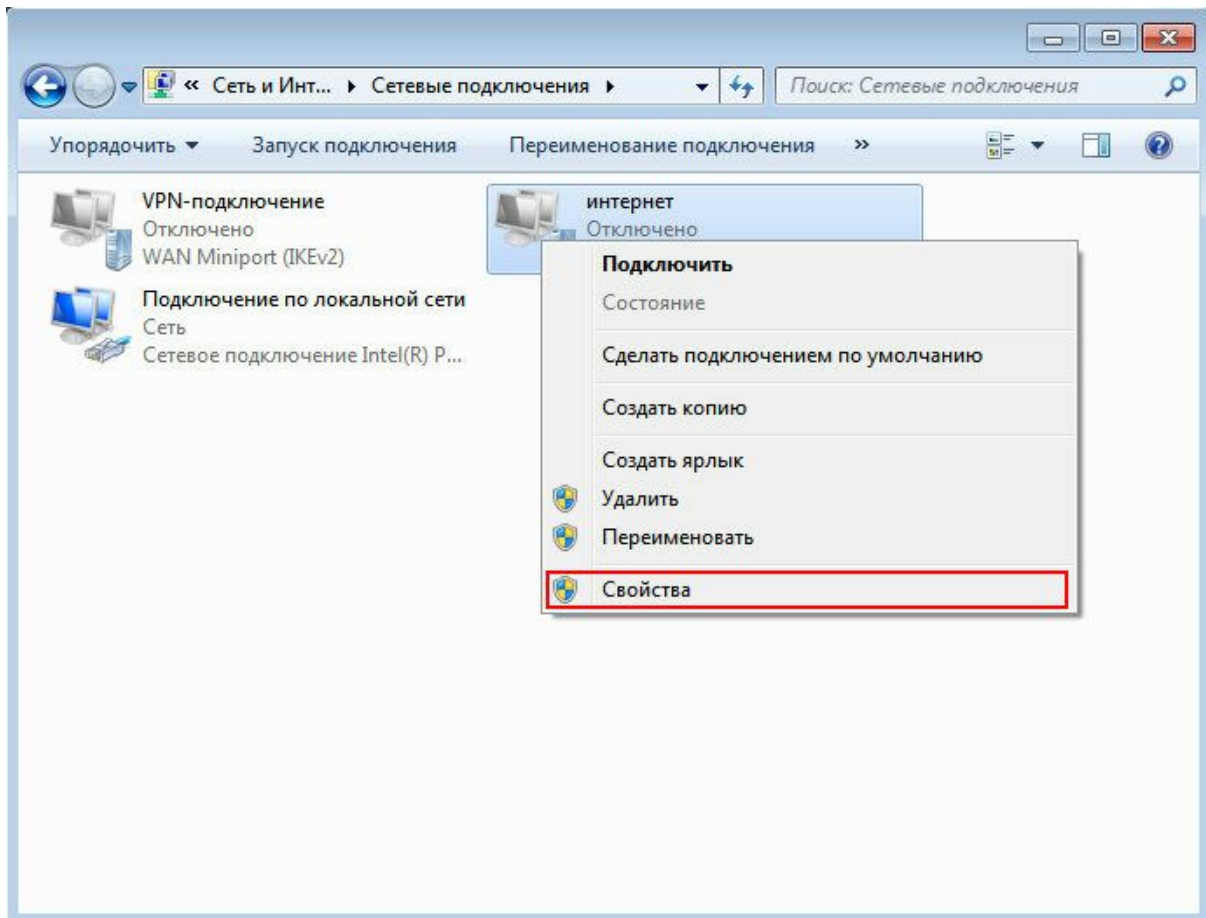 « Сеть и Инт... Сетевые подключения Поиск: Сетевые подключения
Упорядочить Запуск подключения Переименование подключения »
VPN-подключение
Отключено
WAN Miniport (IKEv2)
интернет
Отключено
Подключение по локальной сети
Сеть
Сетевое подключение Intel(R) P...
Подключить
Состояние
Сделать подключением по умолчанию
Создать копию
Создать ярлык
Удалить
Переименовать
Свойства